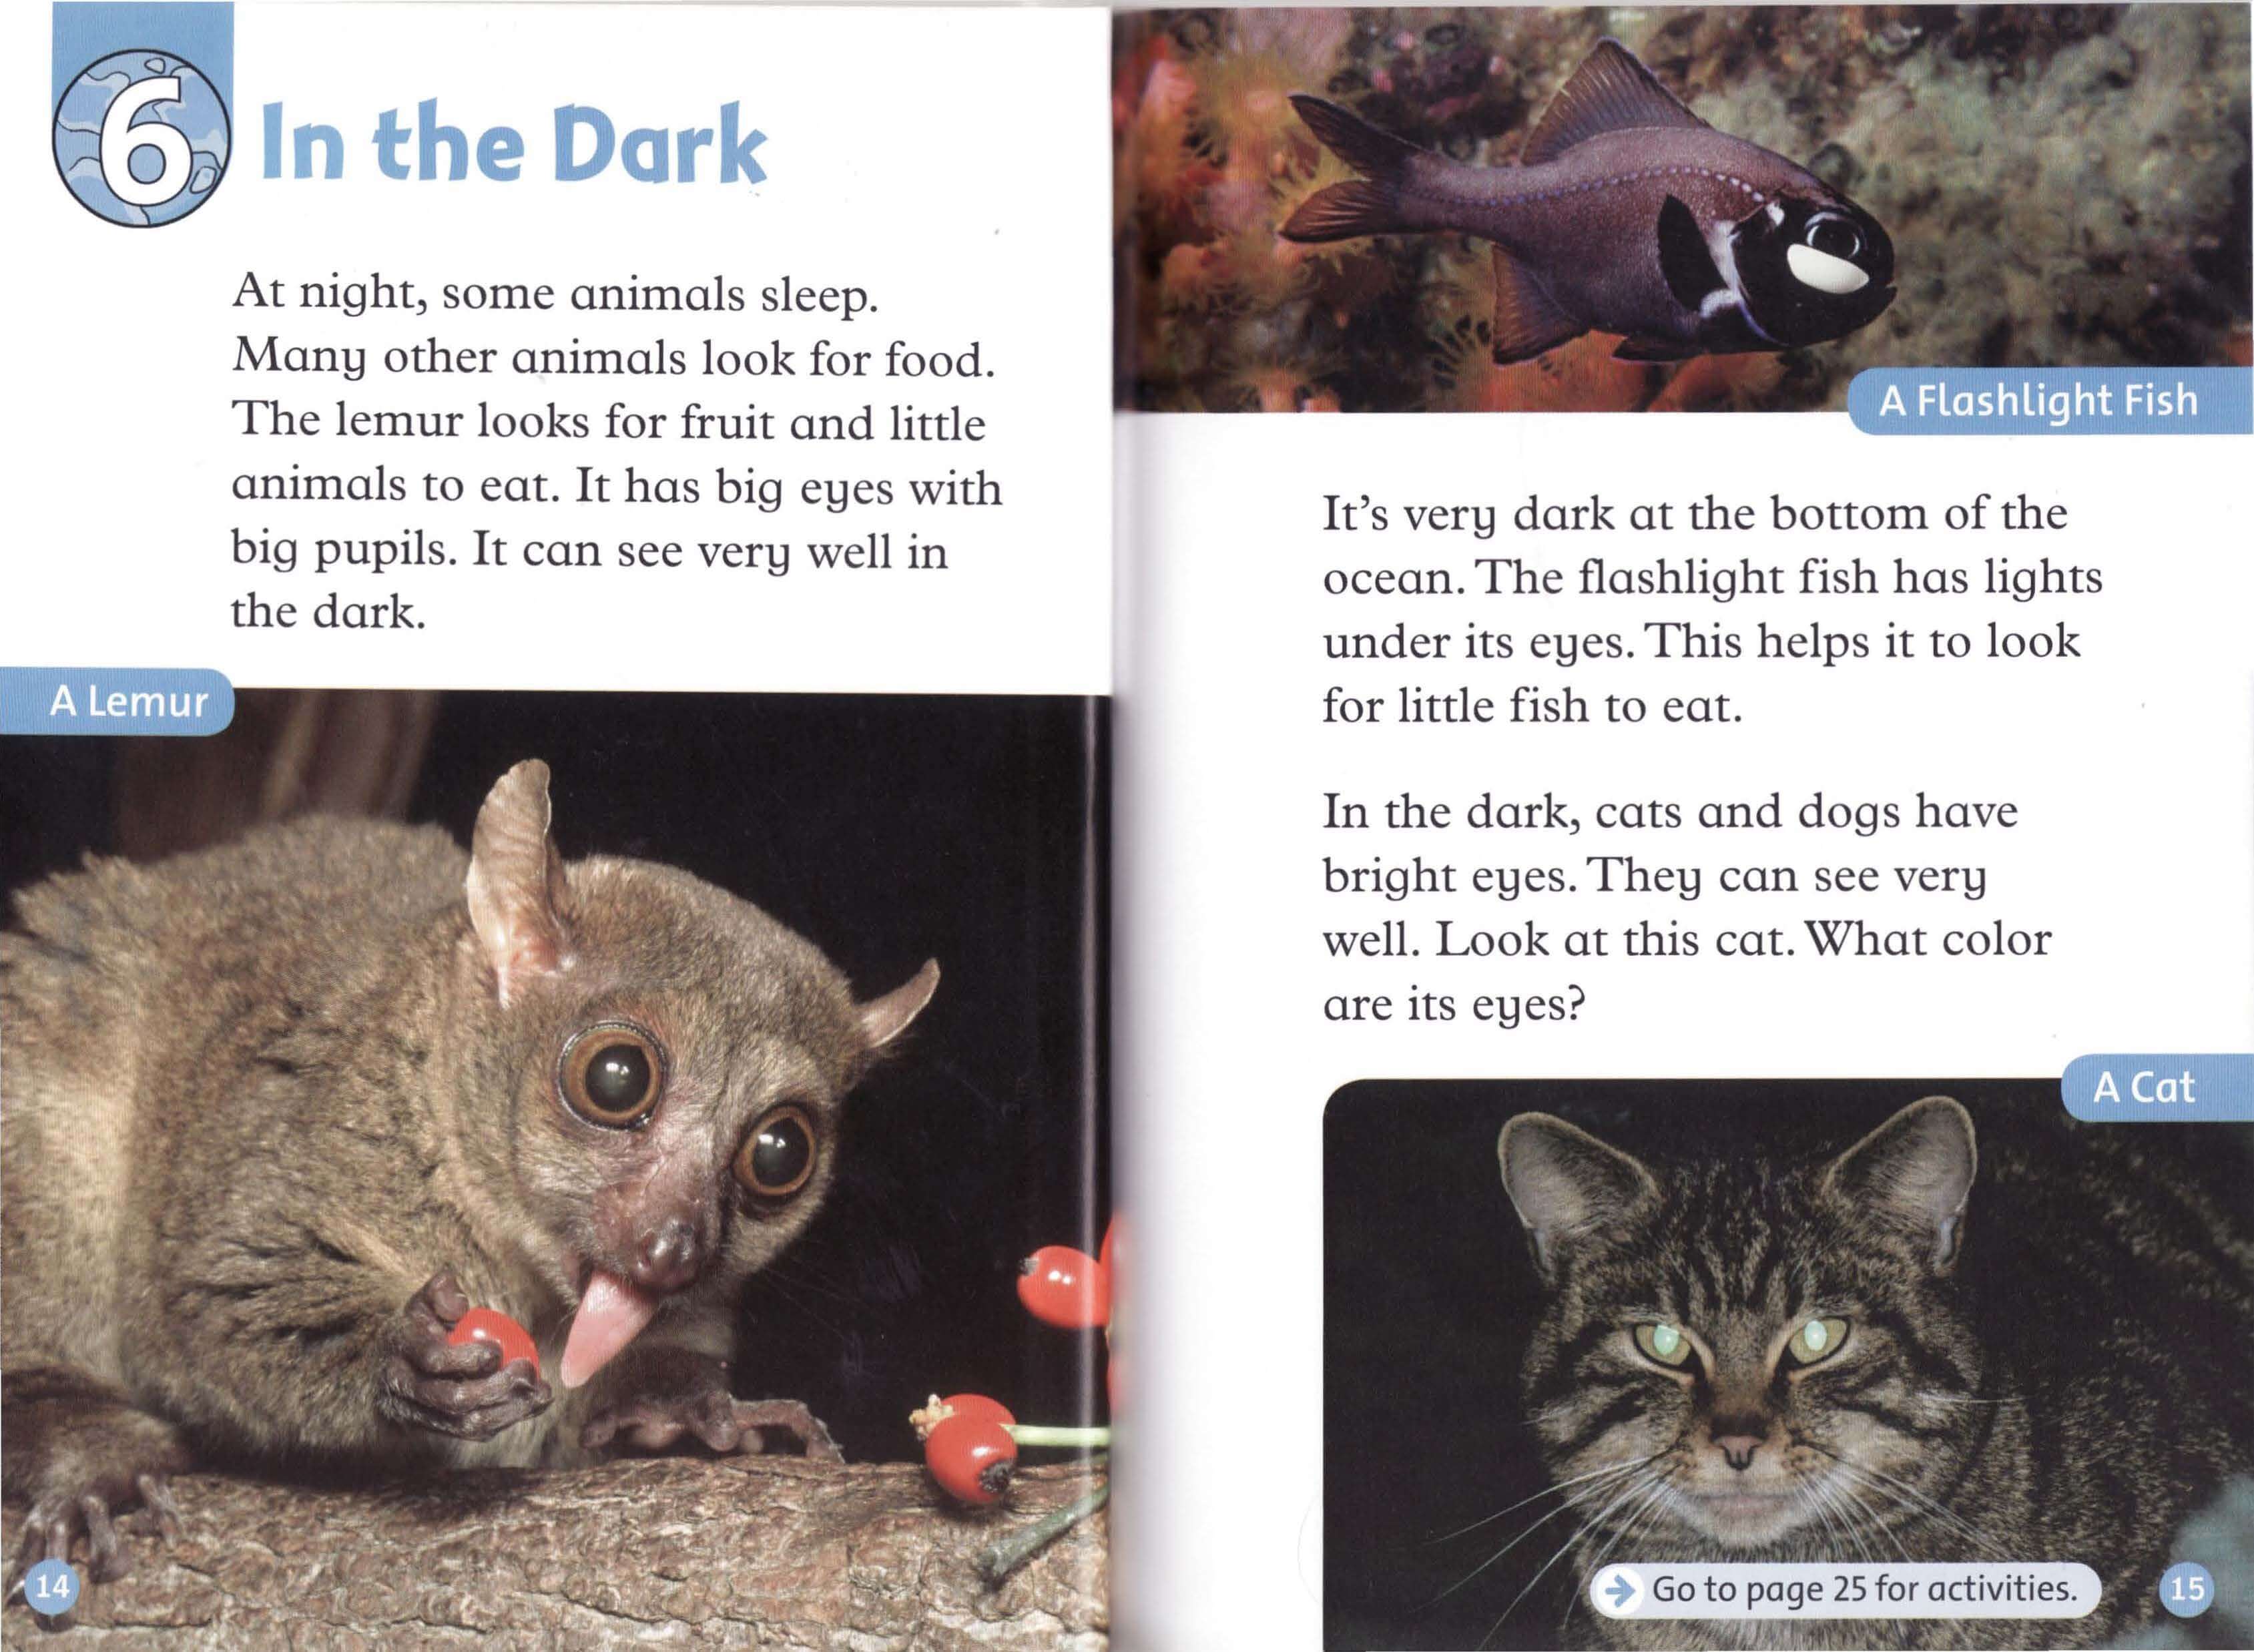 6
In the Dark
At night, some animals sleep.
Many other animals look for food.
The lemur looks for fruit and little
animals to eat. It has big eyes with
big pupils. It can see very well in
the dark.
A Lemur
14
A Flashlight Fish
It's very dark at the bottom of the
ocean. The flashlight fish has lights
under its eyes. This helps it to look
for little fish to eat.
In the dark, cats and dogs have
bright eyes. They can see very
well. Look at this cat. What color
are its eyes?
A Cat
Go to page 25 for activities.
15